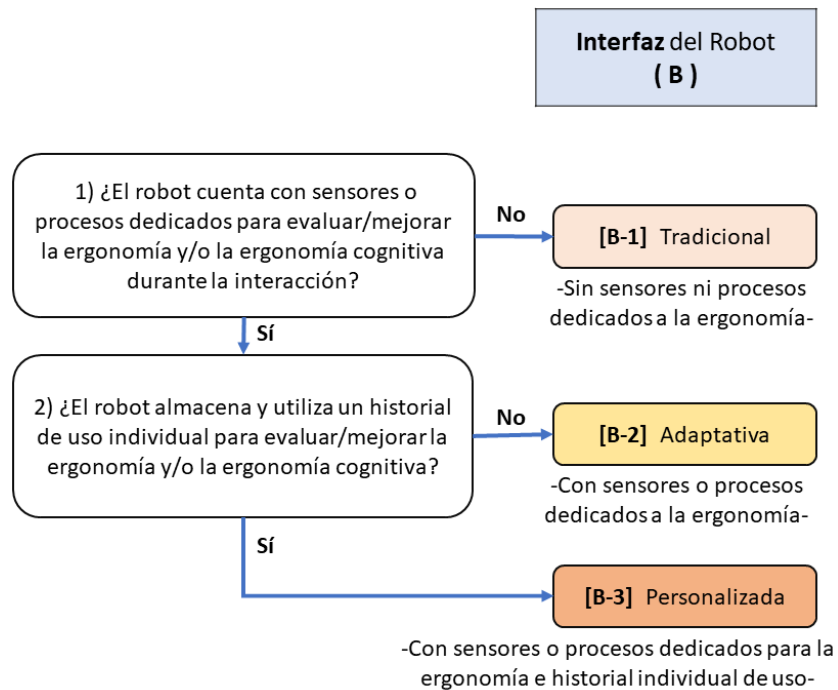 Interfaz del Robot
( B )
1) ¿El robot cuenta con sensores o
procesos dedicados para evaluar/mejorar
la ergonomía y/o la ergonomía cognitiva
durante la interacción?
No
[B-1] Tradicional
-Sin sensores ni procesos
dedicados a la ergonomía-
Sí
2) ¿El robot almacena y utiliza un historial
de uso individual para evaluar/mejorar la
ergonomía y/o la ergonomía cognitiva?
No
[B-2] Adaptativa
-Con sensores o procesos
dedicados a la ergonomía-
Sí
[B-3] Personalizada
-Con sensores o procesos dedicados para la
ergonomía e historial individual de uso-